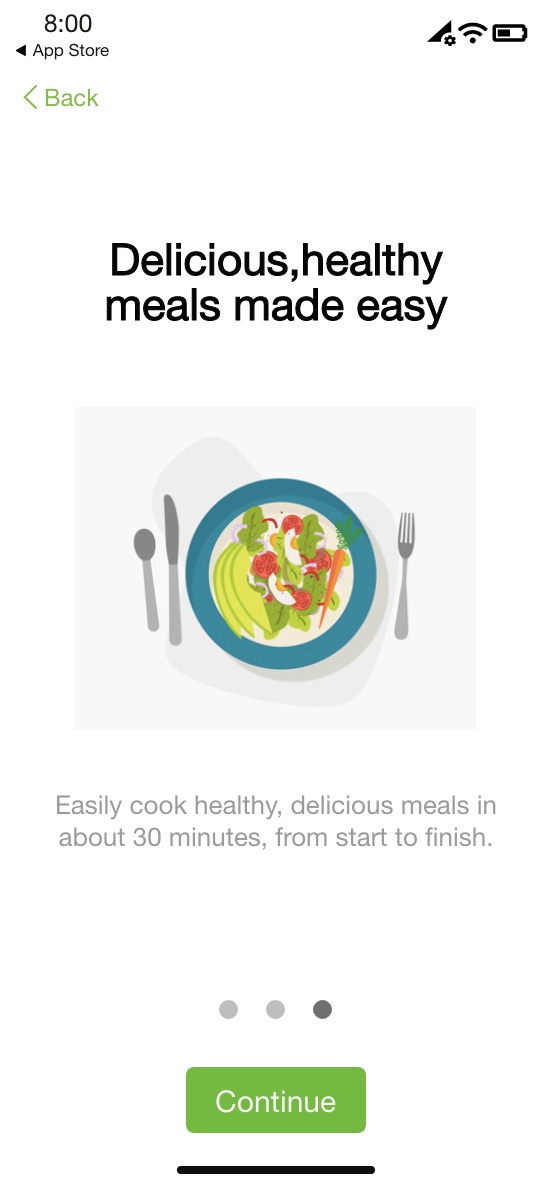 8:00
App Store
Back
Delicious,healthy
meals made easy
Easily cook healthy, delicious meals in
about 30 minutes, from start to finish.
Continue